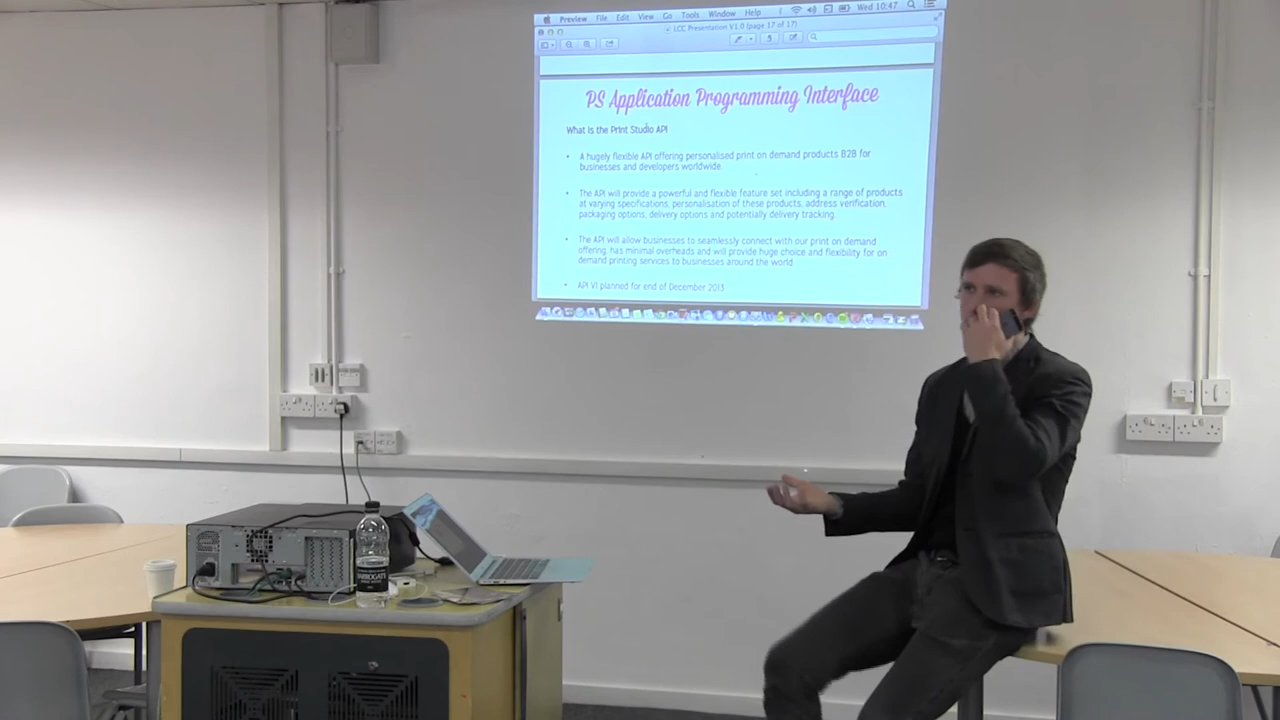 Preview File Edit View Go Tools Window Help Wed 10:47
LCC Presentation V1.0 (page 17 of 17)
PS Application Programming Interface
What Is the Print Studio API
• A hugely flexible API offering personalised print on demand products B2B for
businesses and developers worldwide.
• The API will provide a powerful and flexible feature set including a range of products
at varying specifications, personalisation of these products, address verification,
packaging options, delivery options and potentially delivery tracking.
• The API will allow businesses to seamlessly connect with our print on demand
offering, has minimal overheads and will provide huge choice and flexibility for on
demand printing services to businesses around the world.
• API V1 planned for end of December 2013
HARROGATE